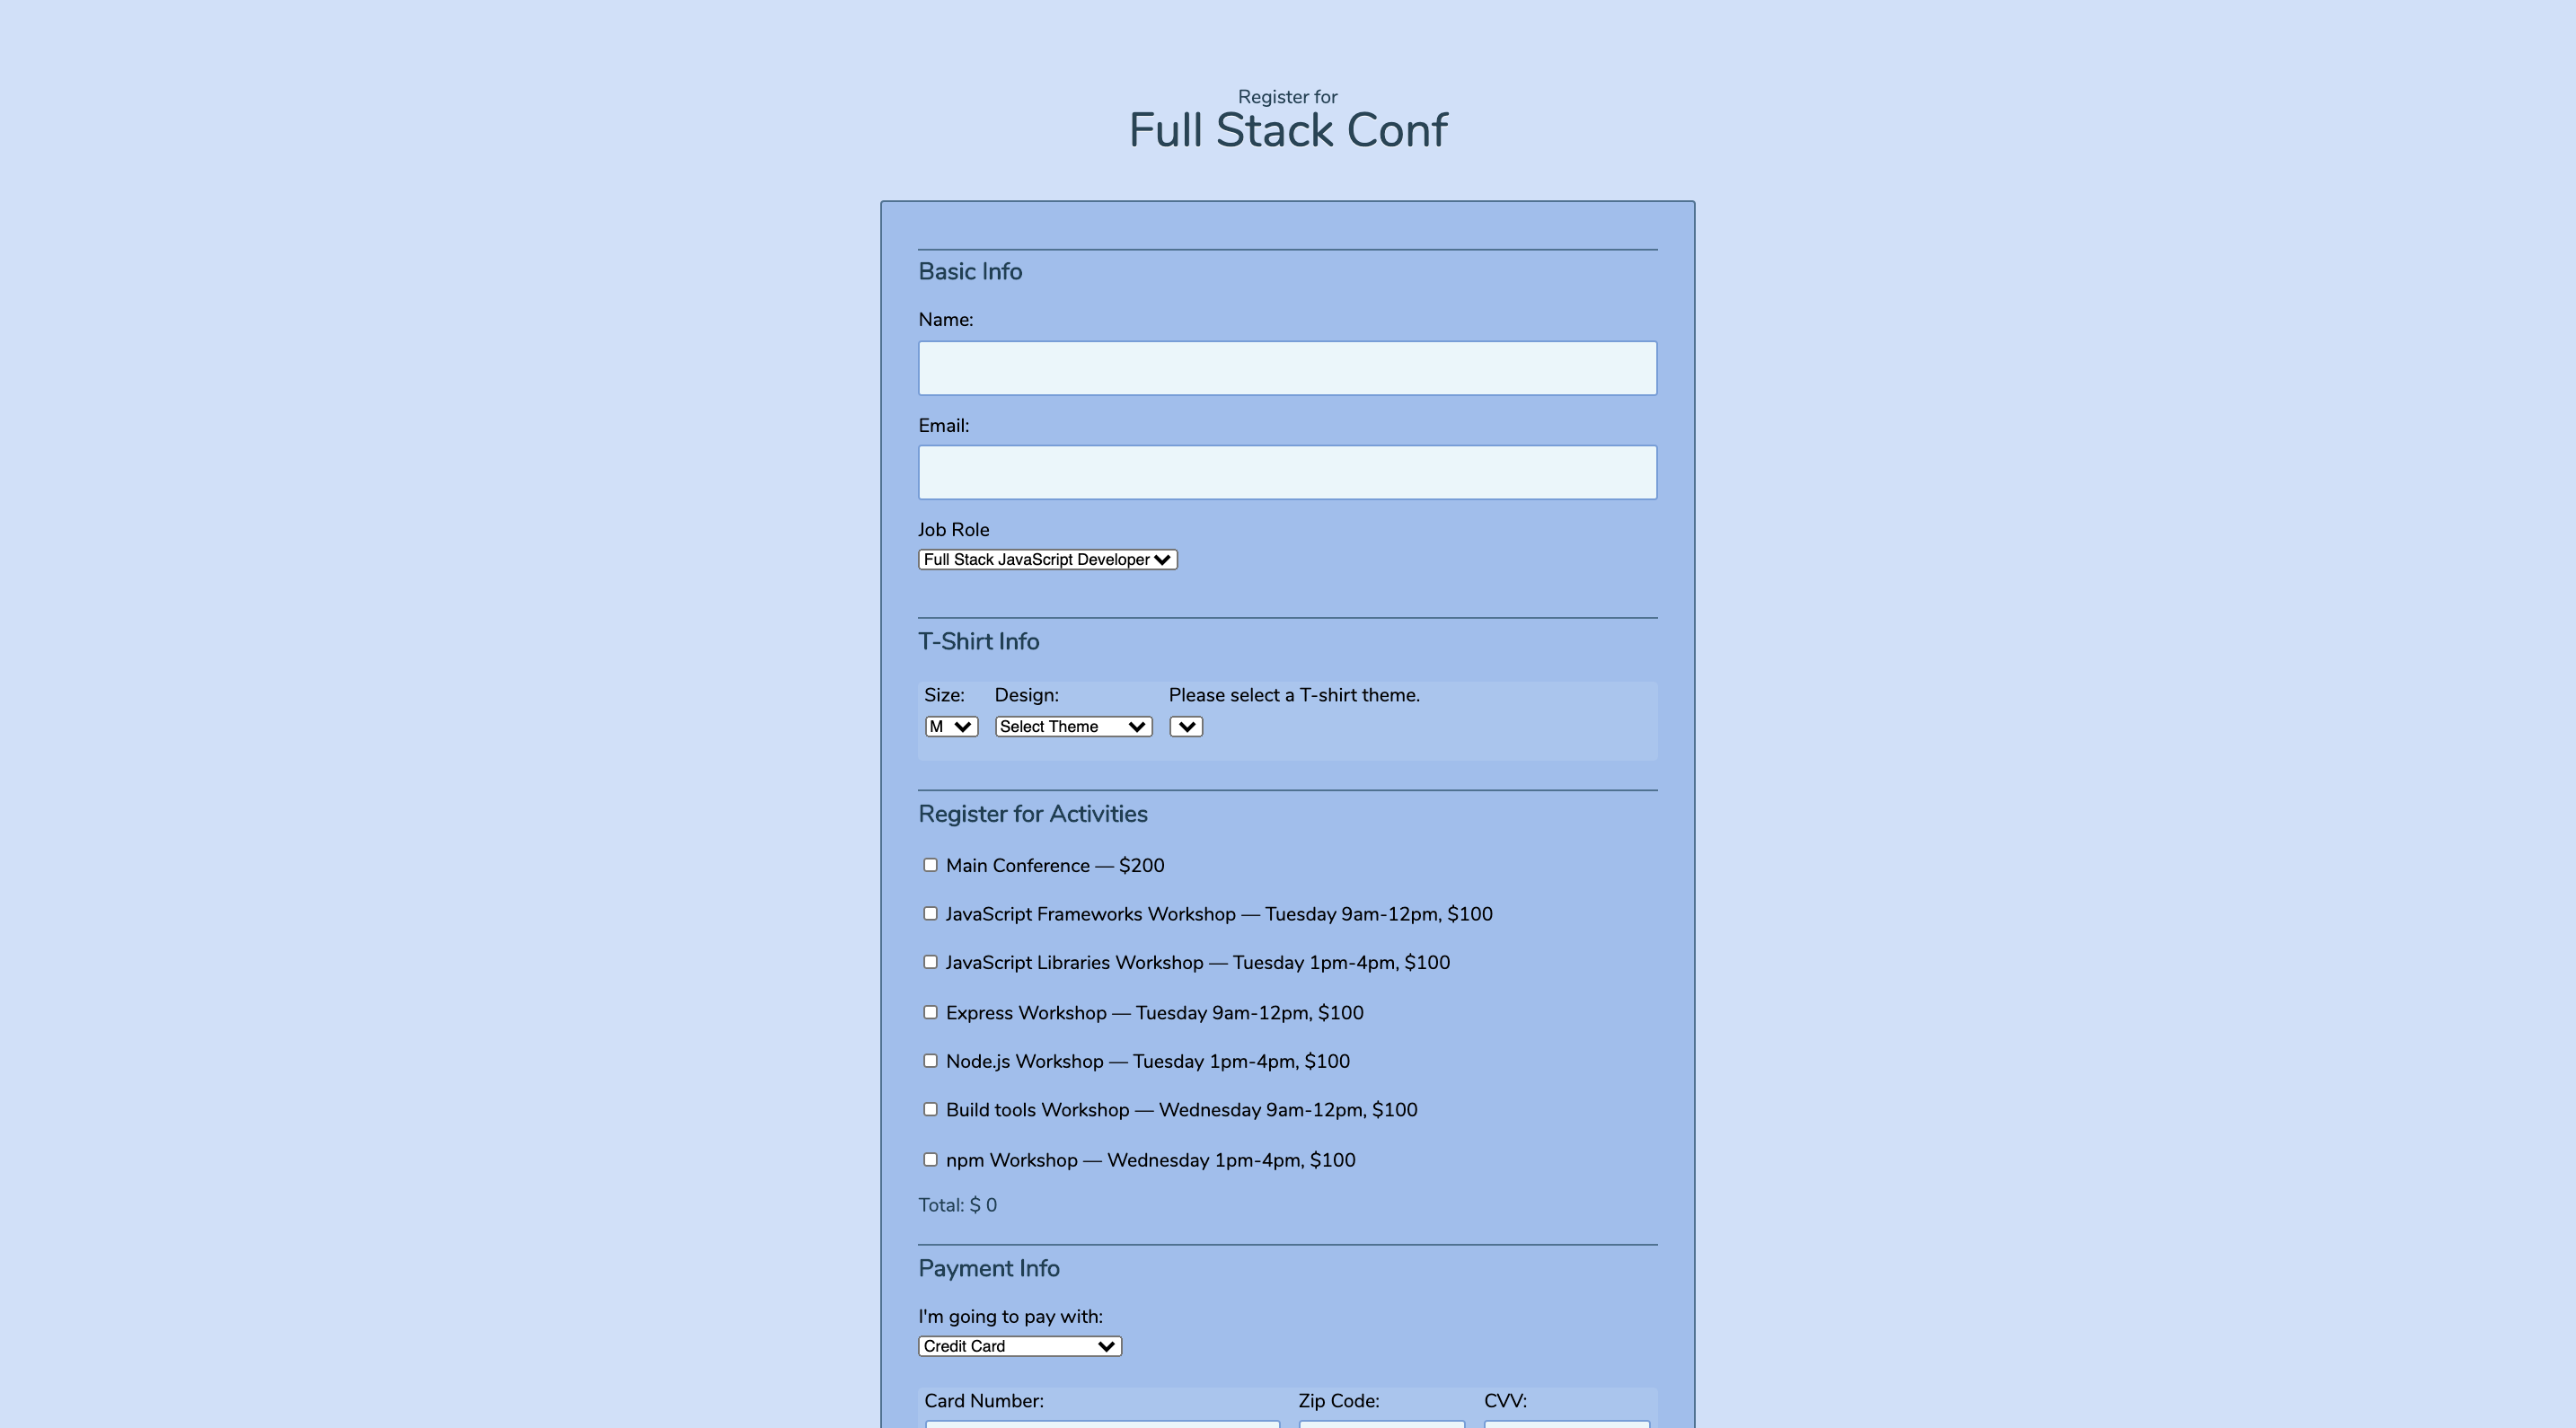 Register for
Full Stack Conf
Basic Info
Name:
Email:
Job Role
Full Stack JavaScript Developer
T-Shirt Info
Size: Design: Please select a T-shirt theme.
M Select Theme
Register for Activities
Main Conference — $200
JavaScript Frameworks Workshop — Tuesday 9am-12pm, $100
JavaScript Libraries Workshop — Tuesday 1pm-4pm, $100
Express Workshop — Tuesday 9am-12pm, $100
Node.js Workshop — Tuesday 1pm-4pm, $100
Build tools Workshop — Wednesday 9am-12pm, $100
npm Workshop — Wednesday 1pm-4pm, $100
Total: $ 0
Payment Info
I'm going to pay with:
Credit Card
Card Number: Zip Code: CVV: